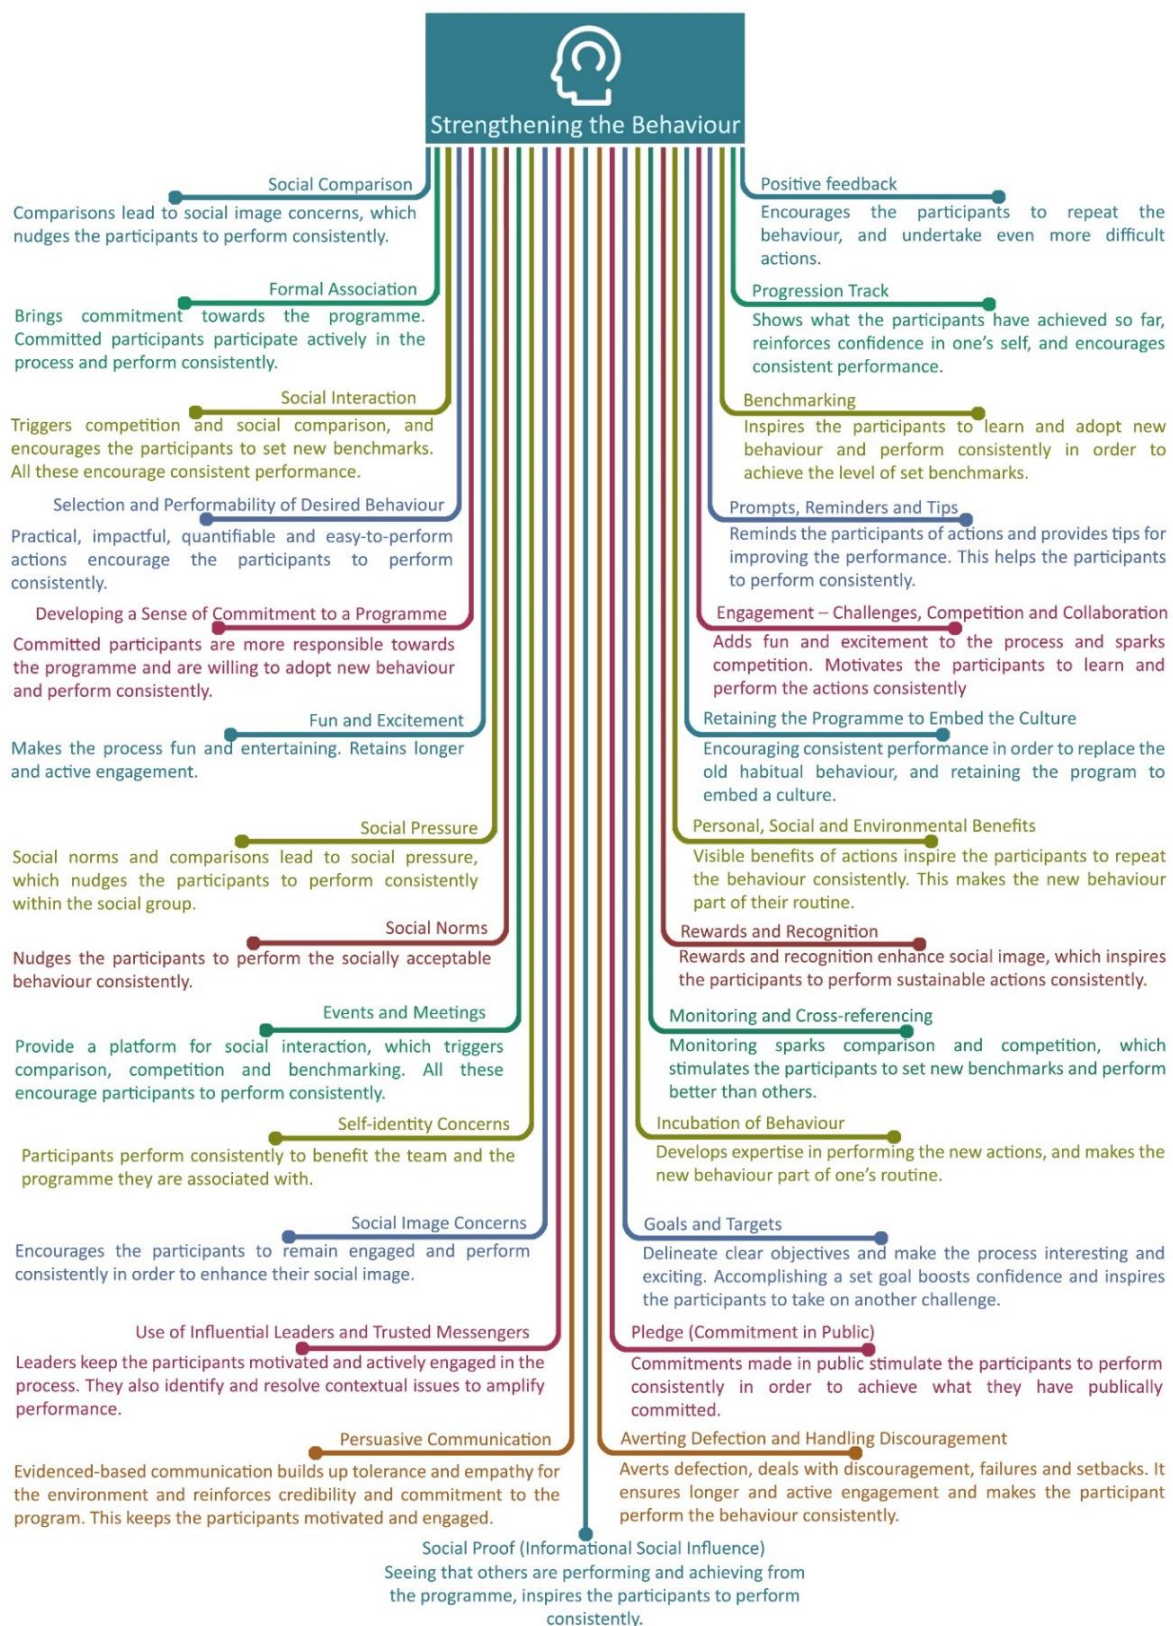 Strengthening the Behaviour
Social Comparison
Comparisons lead to social image concerns, which
nudges the participants to perform consistently.
Formal Association
Brings commitment towards the programme.
Committed participants participate actively in the
process and perform consistently.
Social Interaction
Triggers competition and social comparison, and
encourages the participants to set new benchmarks.
All these encourage consistent performance.
Selection and Performability of Desired Behaviour
Practical, impactful, quantifiable and easy-to-perform
actions encourage the participants to perform
consistently.
Developing a Sense of Commitment to a Programme
Committed participants are more responsible towards
the programme and are willing to adopt new behaviour
and perform consistently.
Fun and Excitement
Makes the process fun and entertaining. Retains longer
and active engagement.
Social Pressure
Social norms and comparisons lead to social pressure,
which nudges the participants to perform consistently
within the social group.
Social Norms
Nudges the participants to perform the socially acceptable
behaviour consistently.
Events and Meetings
Provide a platform for social interaction, which triggers
comparison, competition and benchmarking. All these
encourage participants to perform consistently.
Self-identity Concerns
Participants perform consistently to benefit the team and the
programme they are associated with.
Social Image Concerns
Encourages the participants to remain engaged and perform
consistently in order to enhance their social image.
Use of Influential Leaders and Trusted Messengers
Leaders keep the participants motivated and actively engaged in the
process. They also identify and resolve contextual issues to amplify
performance.
Persuasive Communication
Evidenced-based communication builds up tolerance and empathy for
the environment and reinforces credibility and commitment to the
program. This keeps the participants motivated and engaged.
Positive feedback
Encourages the participants to repeat the
behaviour, and undertake even more difficult
actions.
Progression Track
Shows what the participants have achieved so far,
reinforces confidence in one's self, and encourages
consistent performance.
Benchmarking
Inspires the participants to learn and adopt new
behaviour and perform consistently in order to
achieve the level of set benchmarks.
Prompts, Reminders and Tips
Reminds the participants of actions and provides tips for
improving the performance. This helps the participants
to perform consistently.
Engagement – Challenges, Competition and Collaboration
Adds fun and excitement to the process and sparks
competition. Motivates the participants to learn and
perform the actions consistently
Retaining the Programme to Embed the Culture
Encouraging consistent performance in order to replace the
old habitual behaviour, and retaining the program to
embed a culture.
Personal, Social and Environmental Benefits
Visible benefits of actions inspire the participants to repeat
the behaviour consistently. This makes the new behaviour
part of their routine.
Rewards and Recognition
Rewards and recognition enhance social image, which inspires
the participants to perform sustainable actions consistently.
Monitoring and Cross-referencing
Monitoring sparks comparison and competition, which
stimulates the participants to set new benchmarks and perform
better than others.
Incubation of Behaviour
Develops expertise in performing the new actions, and makes the
new behaviour part of one's routine.
Goals and Targets
Delineate clear objectives and make the process interesting and
exciting. Accomplishing a set goal boosts confidence and inspires
the participants to take on another challenge.
Pledge (Commitment in Public)
Commitments made in public stimulate the participants to perform
consistently in order to achieve what they have publically
committed.
Averting Defection and Handling Discouragement
Averts defection, deals with discouragement, failures and setbacks. It
ensures longer and active engagement and makes the participant
perform the behaviour consistently.
Social Proof (Informational Social Influence)
Seeing that others are performing and achieving from
the programme, inspires the participants to perform
consistently.